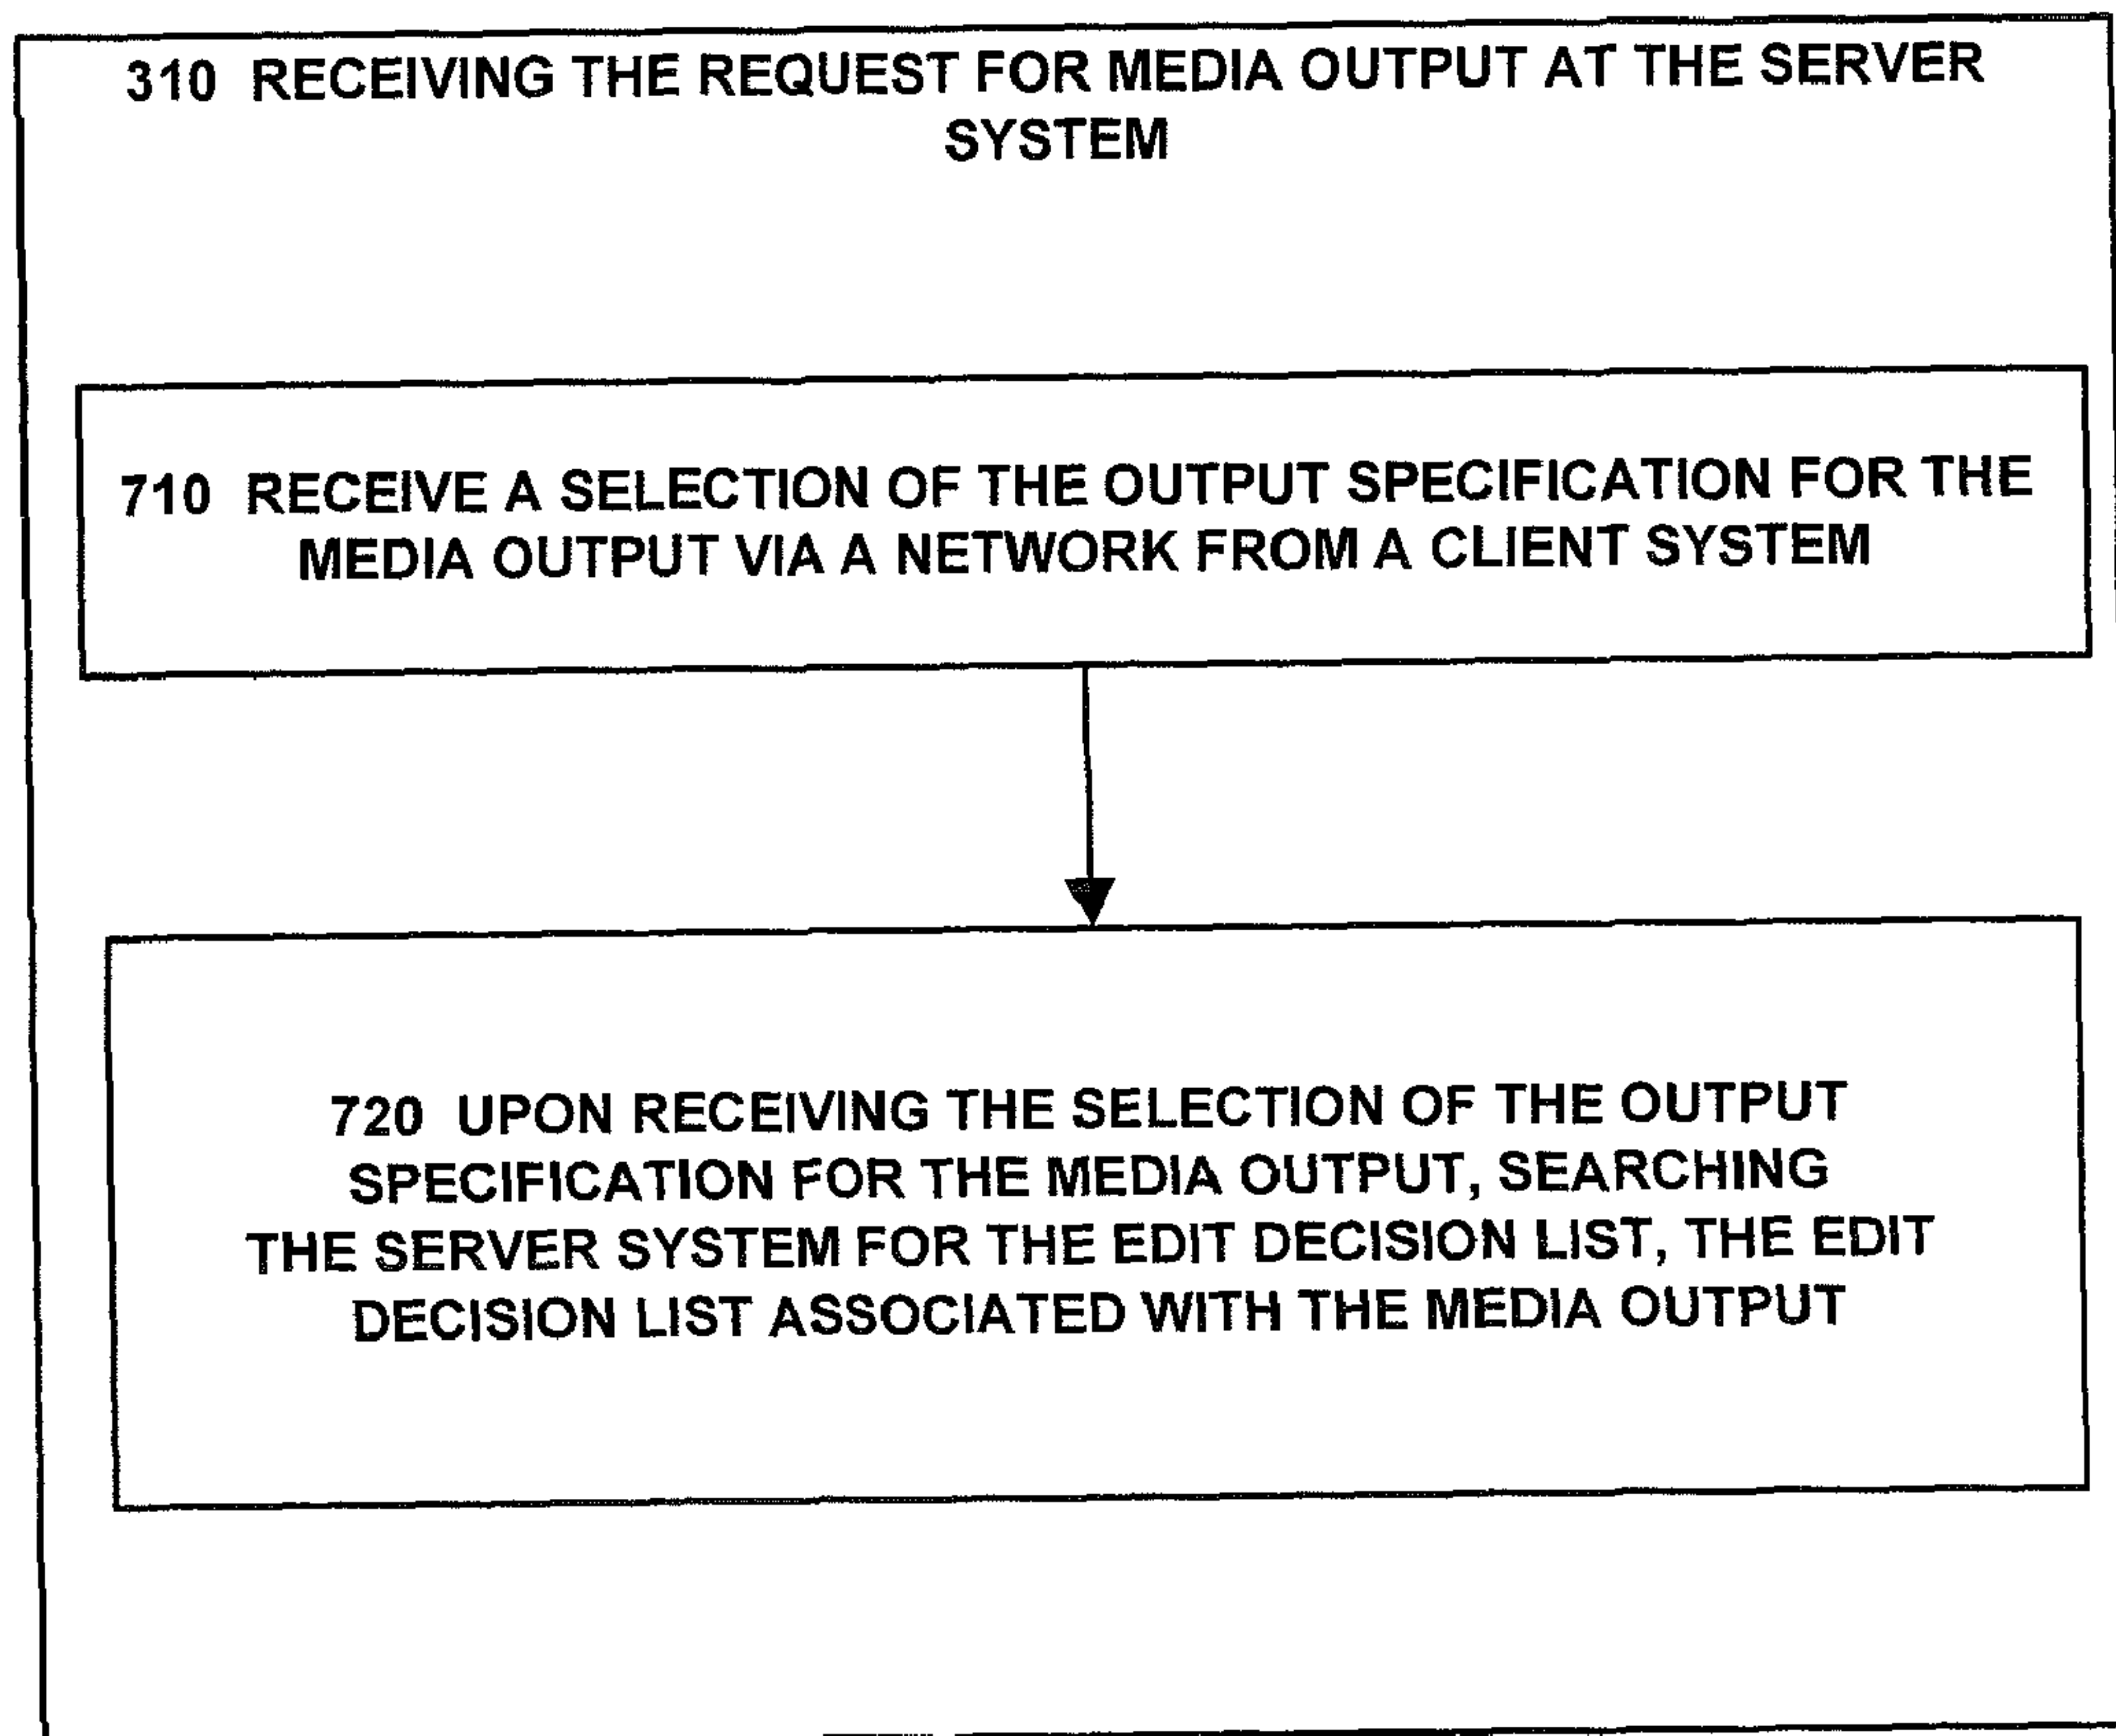 310 RECEIVING THE REQUEST FOR MEDIA OUTPUT AT THE SERVER
SYSTEM
710 RECEIVE A SELECTION OF THE OUTPUT SPECIFICATION FOR THE
MEDIA OUTPUT VIA A NETWORK FROM A CLIENT SYSTEM
720 UPON RECEIVING THE SELECTION OF THE OUTPUT
SPECIFICATION FOR THE MEDIA OUTPUT, SEARCHING
THE SERVER SYSTEM FOR THE EDIT DECISION LIST, THE EDIT
DECISION LIST ASSOCIATED WITH THE MEDIA OUTPUT